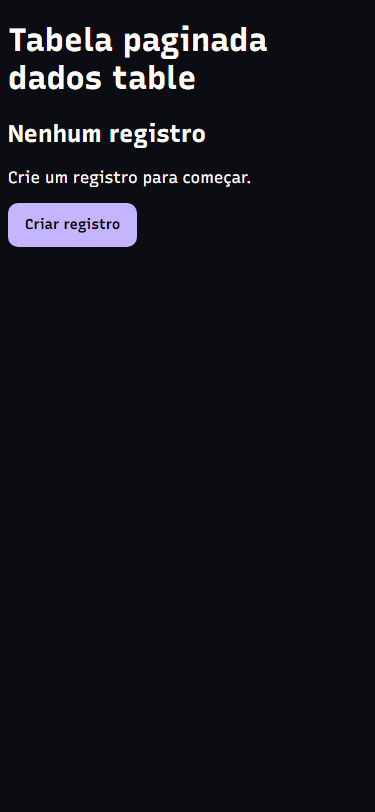 Tabela paginada
dados table
Nenhum registro
Crie um registro para começar.
Criar registro